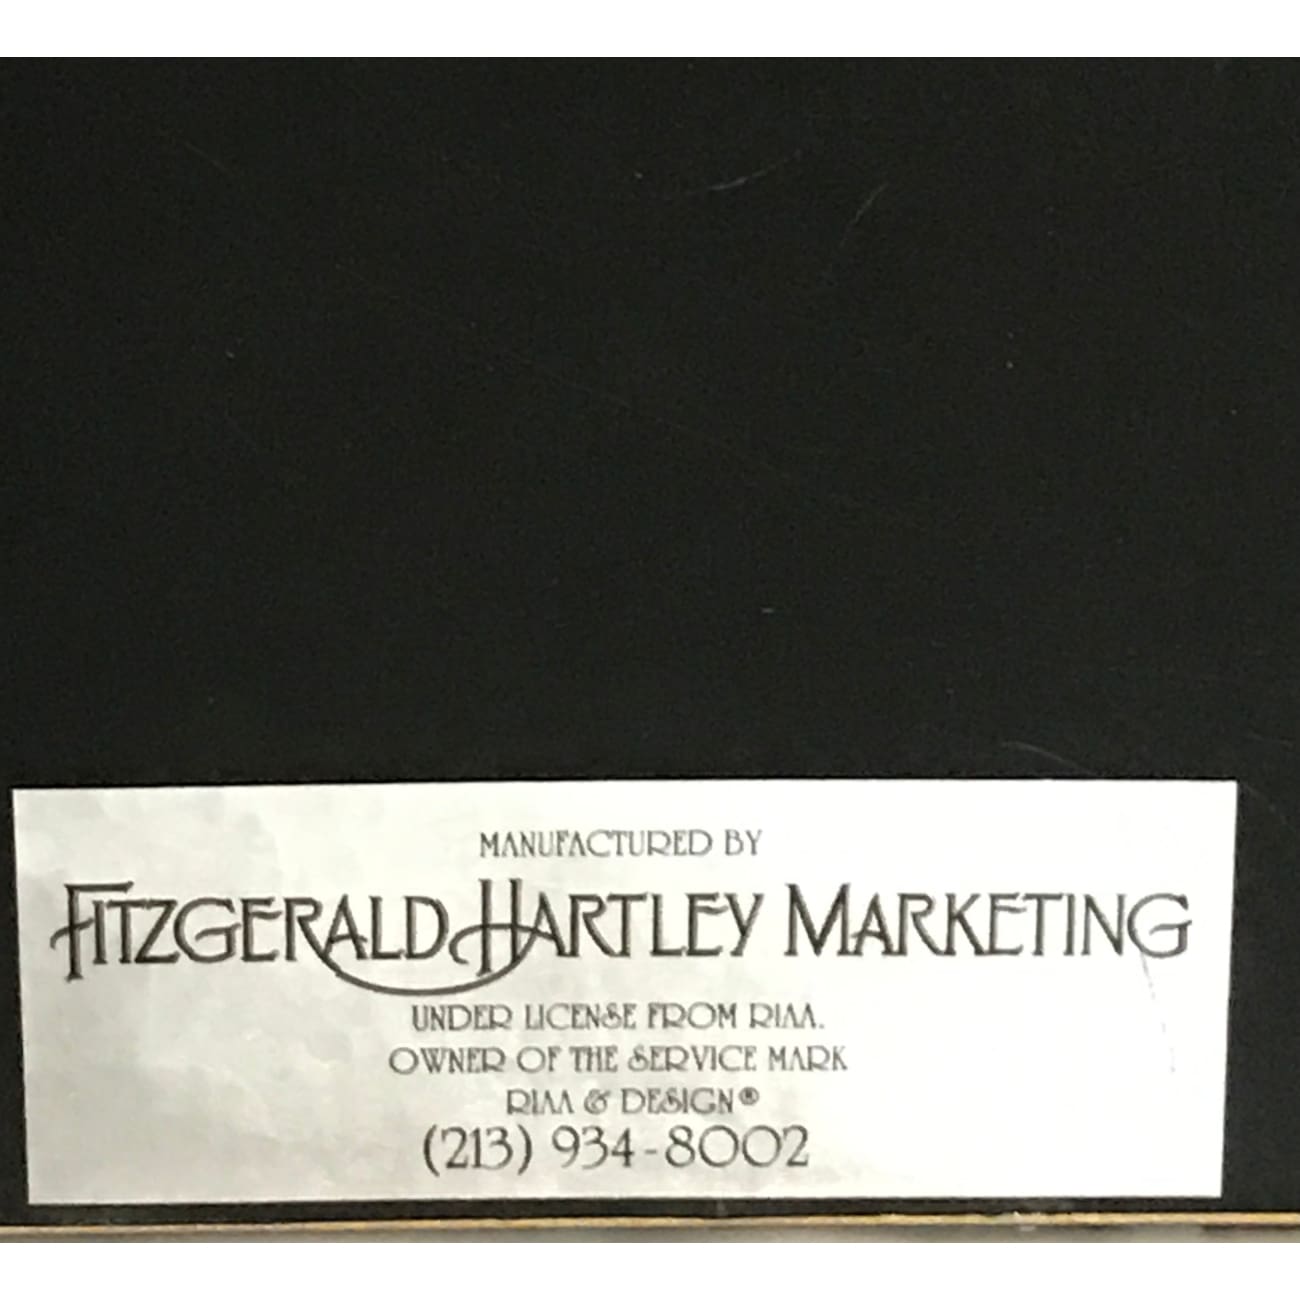 MANUFACTURED BY
FITZGERALD HARTLEY MARKETING
UNDER LICENSE FROM RIAA.
OWNER OF THE SERVICE MARK
RIAA & DESIGN®
(213) 934-8002